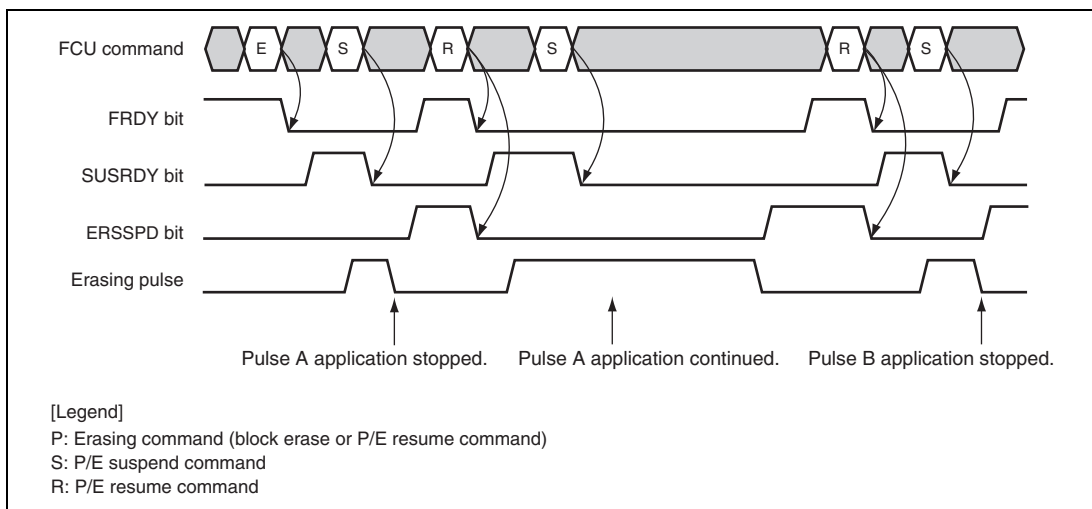 FCU command
E S R S R S
FRDY bit
SUSRDY bit
ERSSPD bit
Erasing pulse
Pulse A application stopped. Pulse A application continued. Pulse B application stopped.
[Legend]
P: Erasing command (block erase or P/E resume command)
S: P/E suspend command
R: P/E resume command